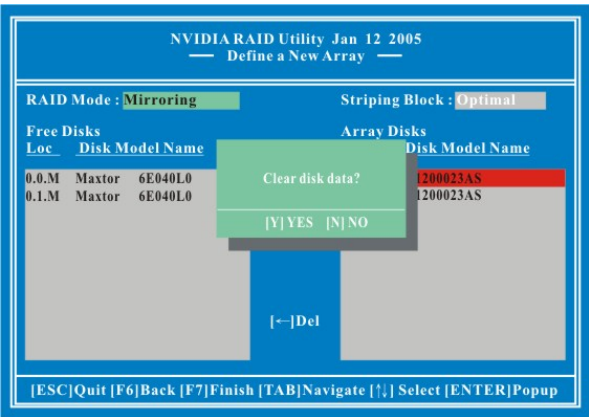 NVIDIA RAID Utility Jan 12 2005
Define a New Array
RAID Mode : Mirroring
Striping Block : Optimal
Free Disks
Array Disks
Loc Disk Model Name
Disk Model Name
0.0.M Maxtor 6E040L0
1200023AS
0.1.M Maxtor 6E040L0
1200023AS
Clear disk data?
[Y] YES [N] NO
[←]Del
[ESC]Quit [F6]Back [F7]Finish [TAB]Navigate [↑↓] Select [ENTER]Popup